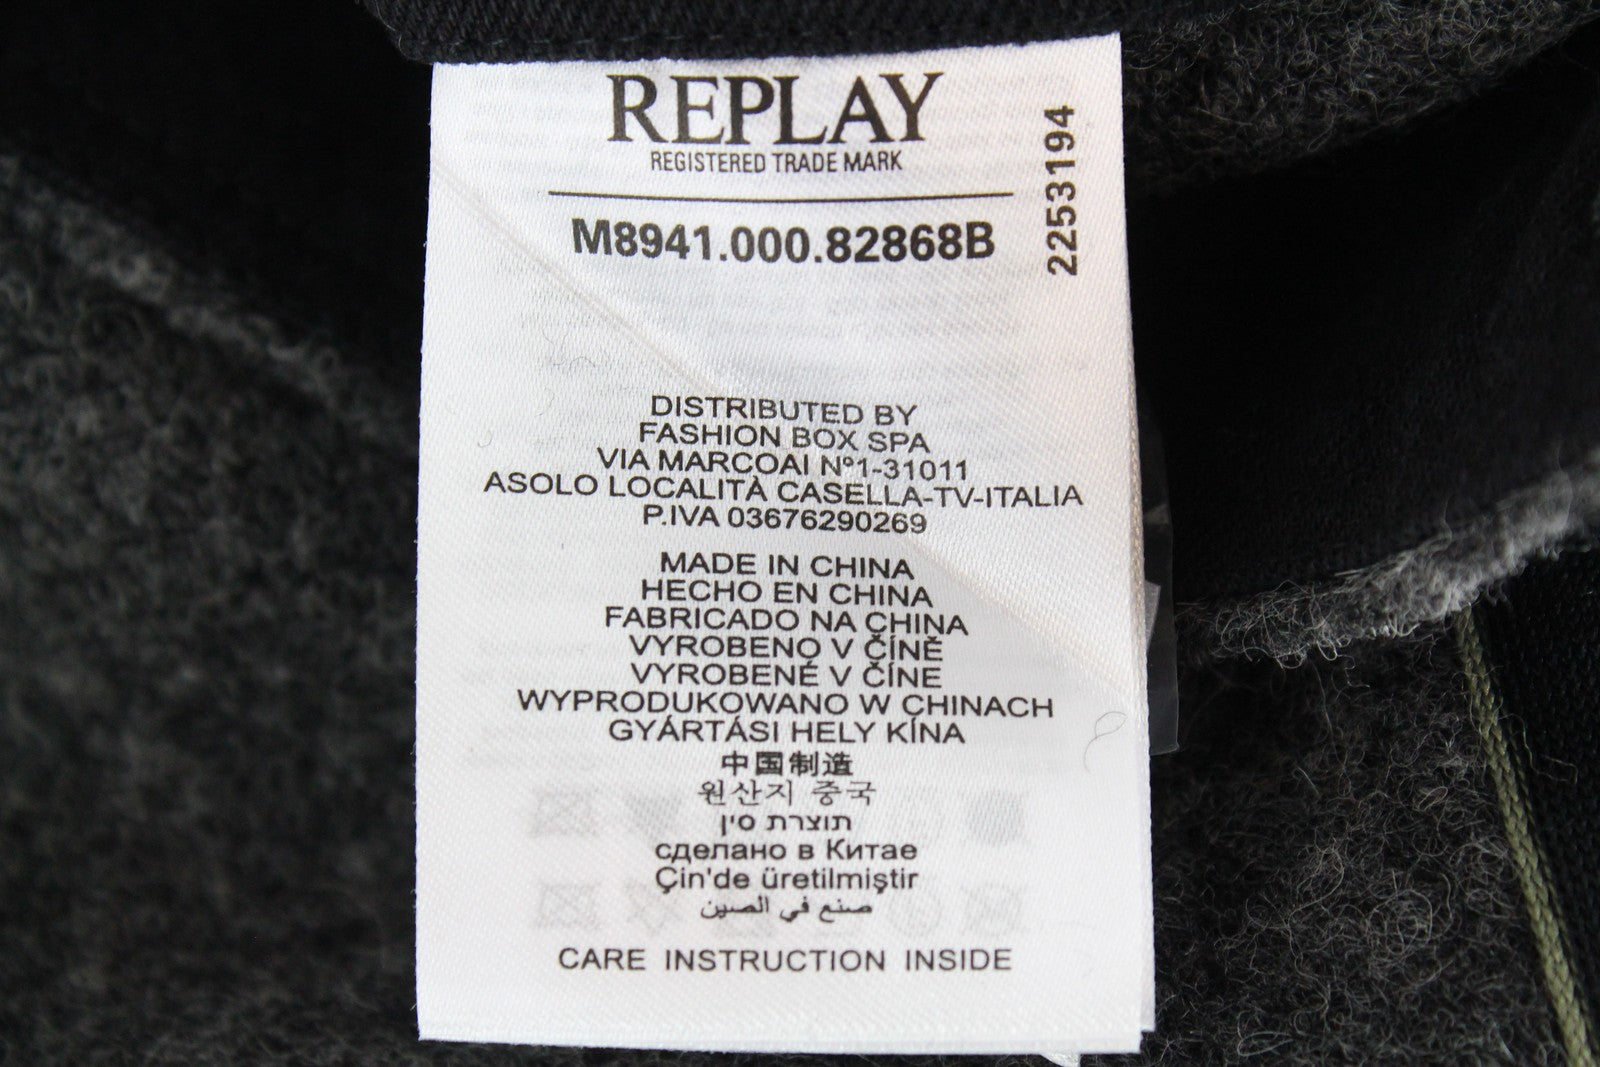 REPLAY
REGISTERED TRADE MARK
M8941.000.82868B
2253194
DISTRIBUTED BY
FASHION BOX SPA
VIA MARCOAI Nº1-31011
ASOLO LOCALITÀ CASELLA-TV-ITALIA
P.IVA 03676290269
MADE IN CHINA
HECHO EN CHINA
FABRICADO NA CHINA
VYROBENO V ČÍNĚ
VYROBENÉ V ČÍNE
WYPRODUKOWANO W CHINACH
GYÁRTÁSI HELY KÍNA
中国制造
원산지 중국
תוצרת סין
сделано в Китае
Çin'de üretilmiştir
صنع في الصين
CARE INSTRUCTION INSIDE